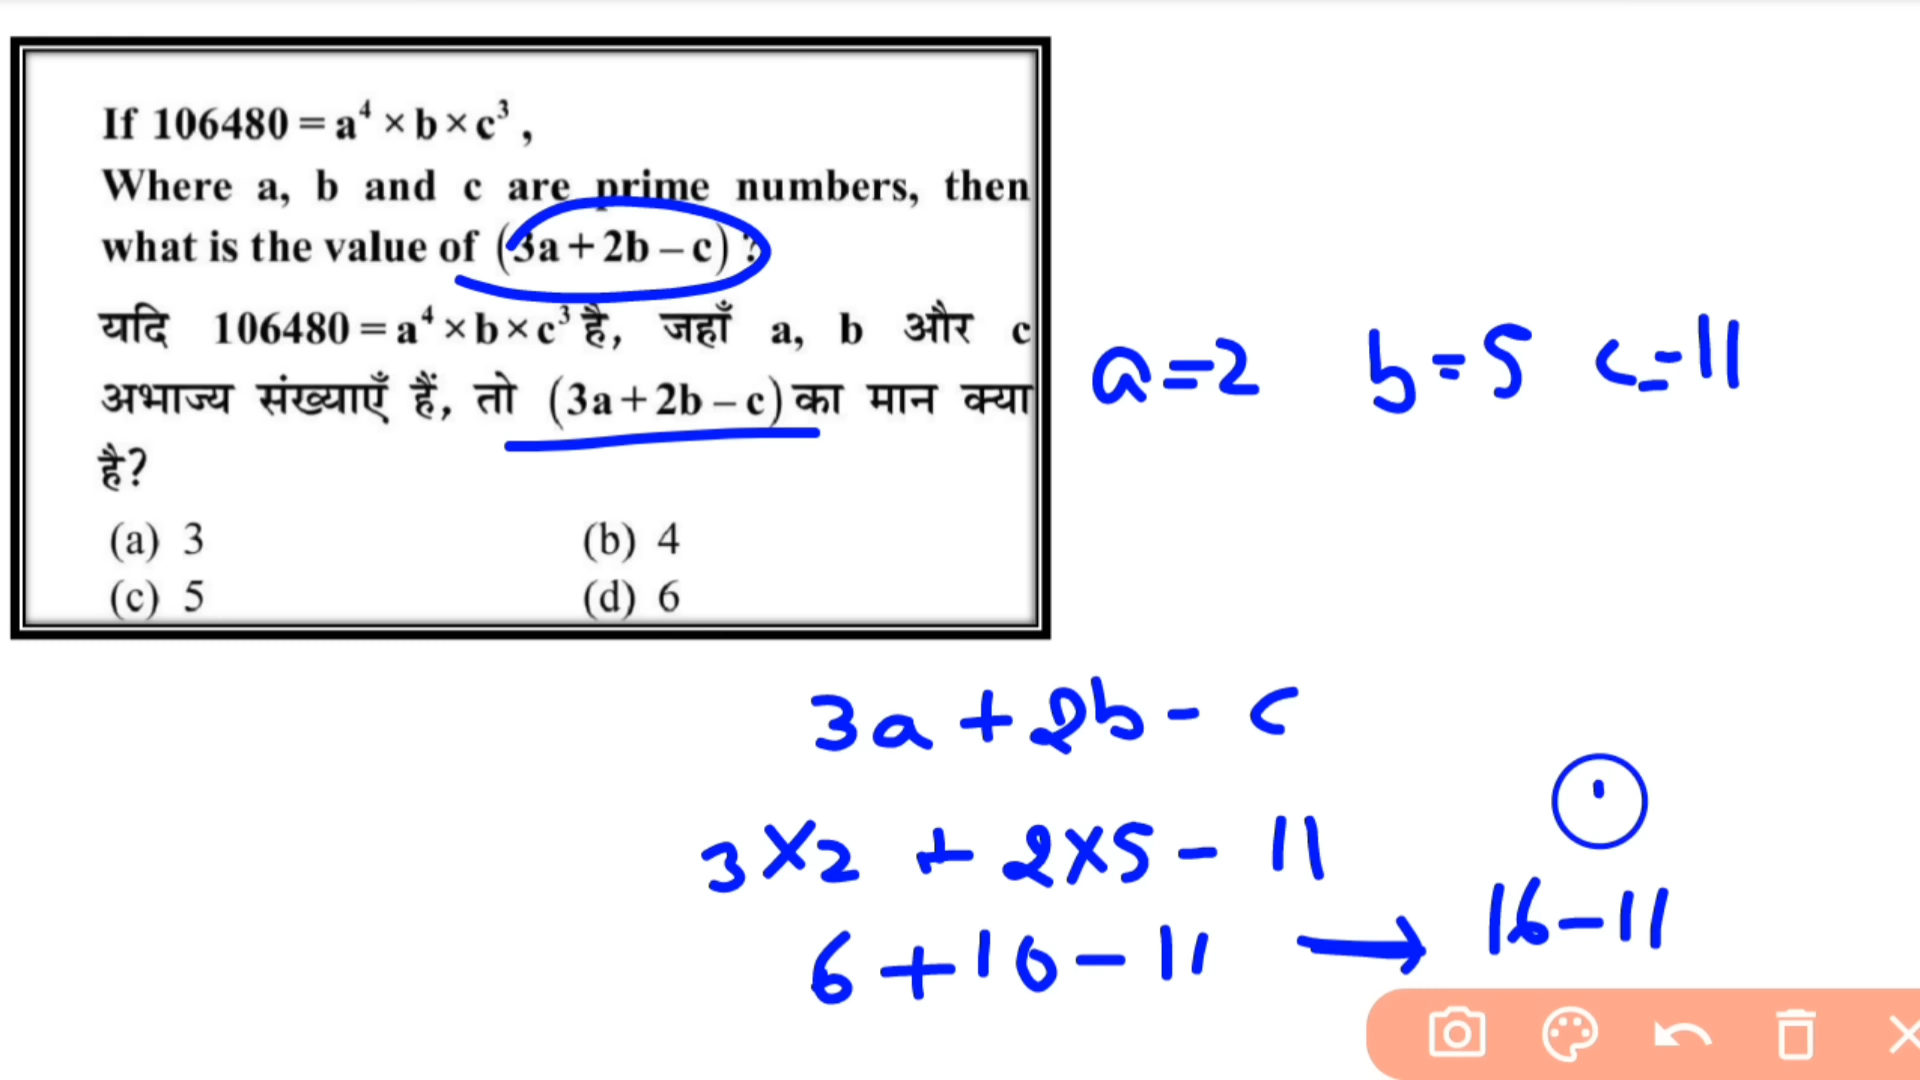 If 106480 = a⁴ × b × c³ ,
Where a, b and c are prime numbers, then
what is the value of (3a + 2b – c) ?
यदि 106480 = a⁴ × b × c³ है, जहाँ a, b और c
अभाज्य संख्याएँ हैं, तो (3a + 2b – c) का मान क्या
है?
(a) 3 (b) 4
(c) 5 (d) 6
a=2 b=5 c=11
3a + 2b - c
3×2 + 2×5 - 11
6+10-11 → 16-11